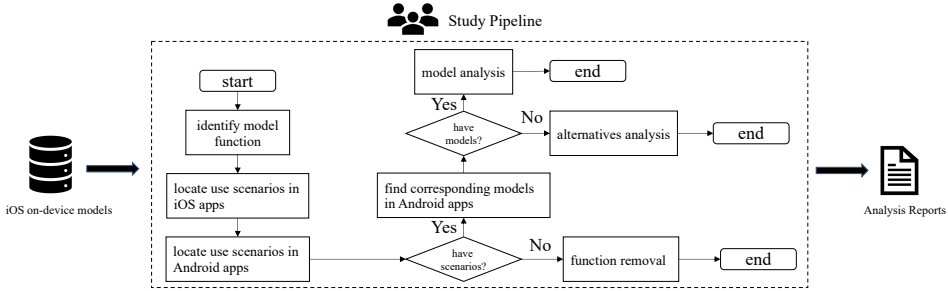 Study Pipeline
iOS on-device models
start
identify model
function
locate use scenarios in
iOS apps
locate use scenarios in
Android apps
have
scenarios?
No
function removal
end
Yes
find corresponding models
in Android apps
have
models?
No
alternatives analysis
end
Yes
model analysis
end
Analysis Reports